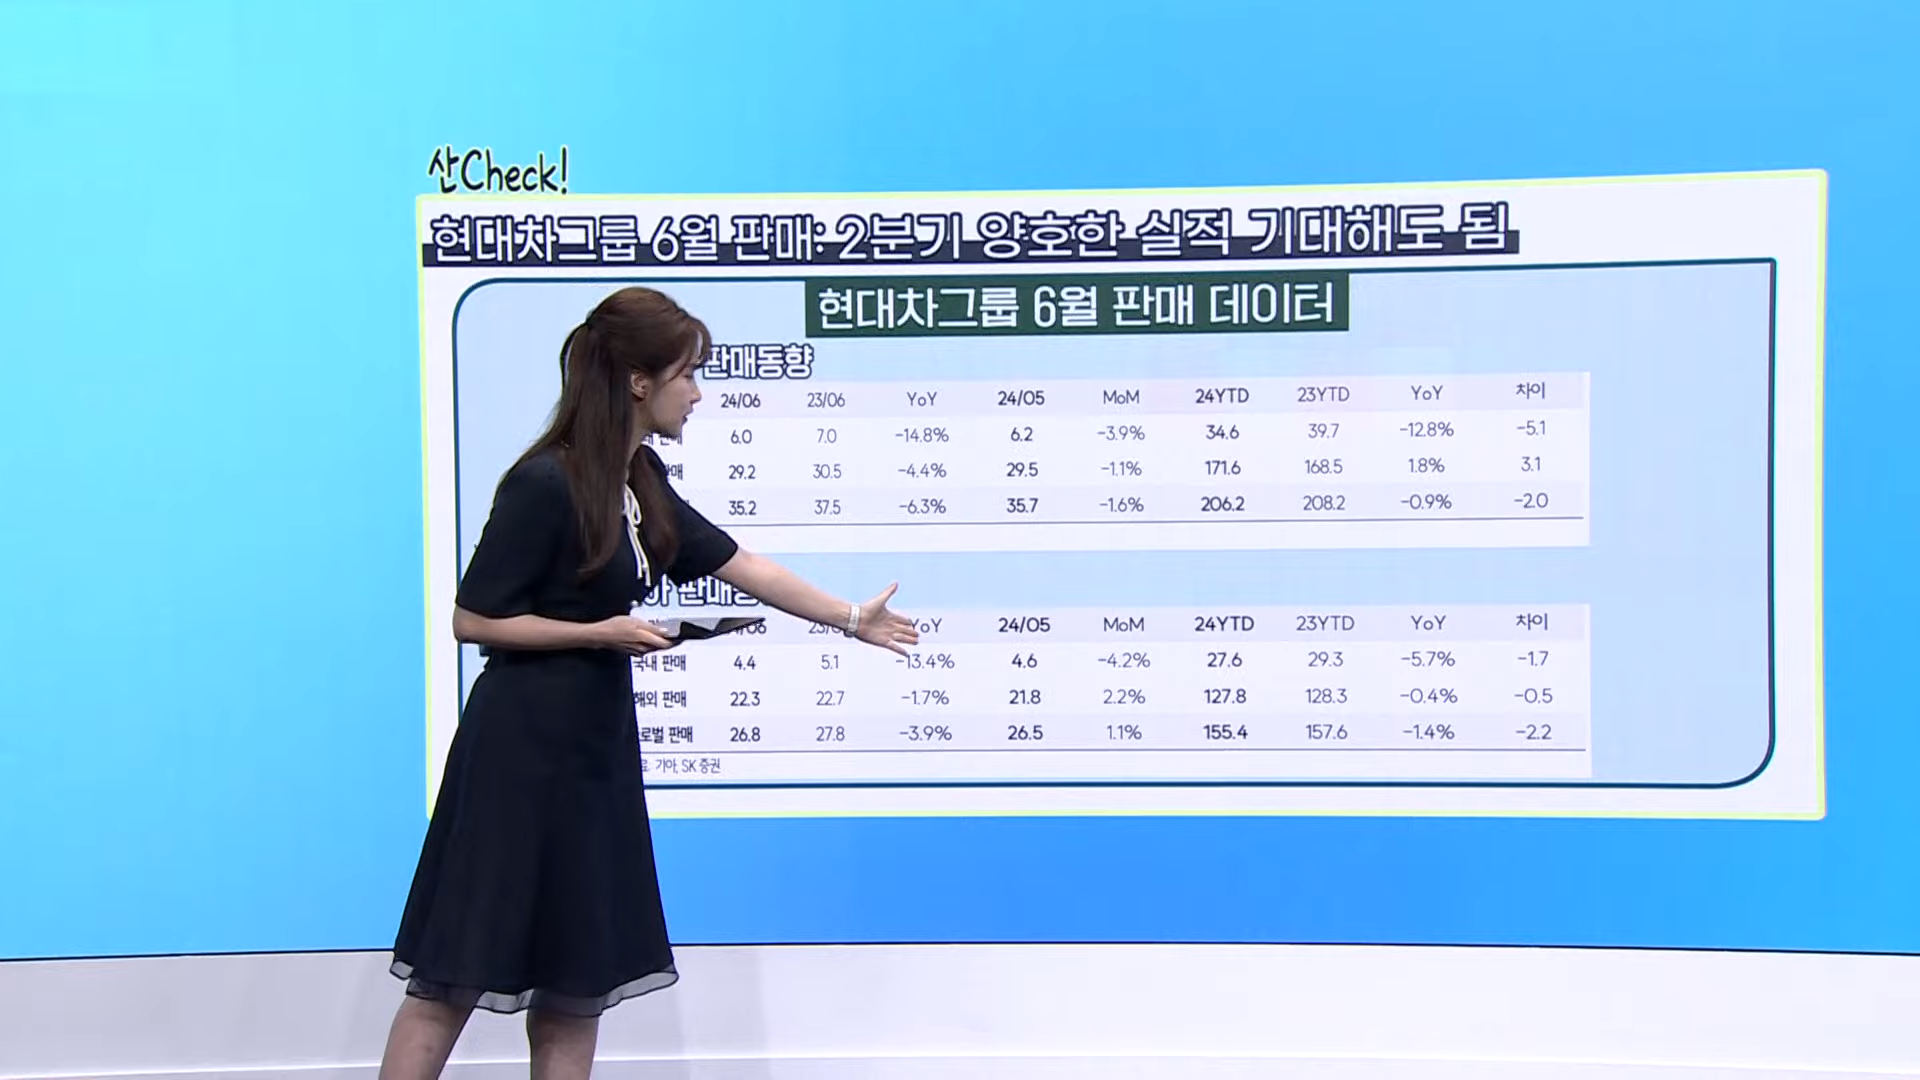 산Check!
현대차그룹 6월 판매: 2분기 양호한 실적 기대해도 됨
현대차그룹 6월 판매 데이터
판매동향
24/06 23/06 YoY 24/05 MoM 24YTD 23YTD YoY 차이
6.0 7.0 -14.8% 6.2 -3.9% 34.6 39.7 -12.8% -5.1
29.2 30.5 -4.4% 29.5 -1.1% 171.6 168.5 1.8% 3.1
35.2 37.5 -6.3% 35.7 -1.6% 206.2 208.2 -0.9% -2.0
판매
YoY 24/05 MoM 24YTD 23YTD YoY 차이
국내 판매 4.4 5.1 -13.4% 4.6 -4.2% 27.6 29.3 -5.7% -1.7
해외 판매 22.3 22.7 -1.7% 21.8 2.2% 127.8 128.3 -0.4% -0.5
판매 26.8 27.8 -3.9% 26.5 1.1% 155.4 157.6 -1.4% -2.2
기아, SK 증권